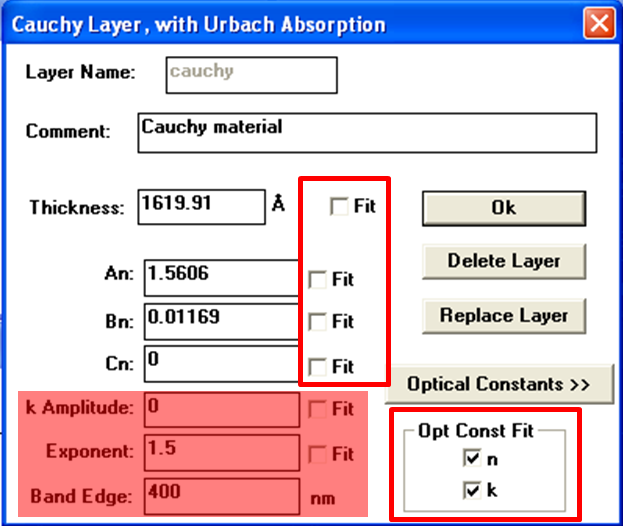 Cauchy Layer, with Urbach Absorption
Layer Name: cauchy
Comment: Cauchy material
Thickness: 1619.91 Å Fit
Ok
An: 1.5606 Fit
Delete Layer
Bn: 0.01169 Fit
Replace Layer
Cn: 0 Fit
Optical Constants >>
k Amplitude: 0 Fit
Exponent: 1.5 Fit
Band Edge: 400 nm
Opt Const Fit
n
k